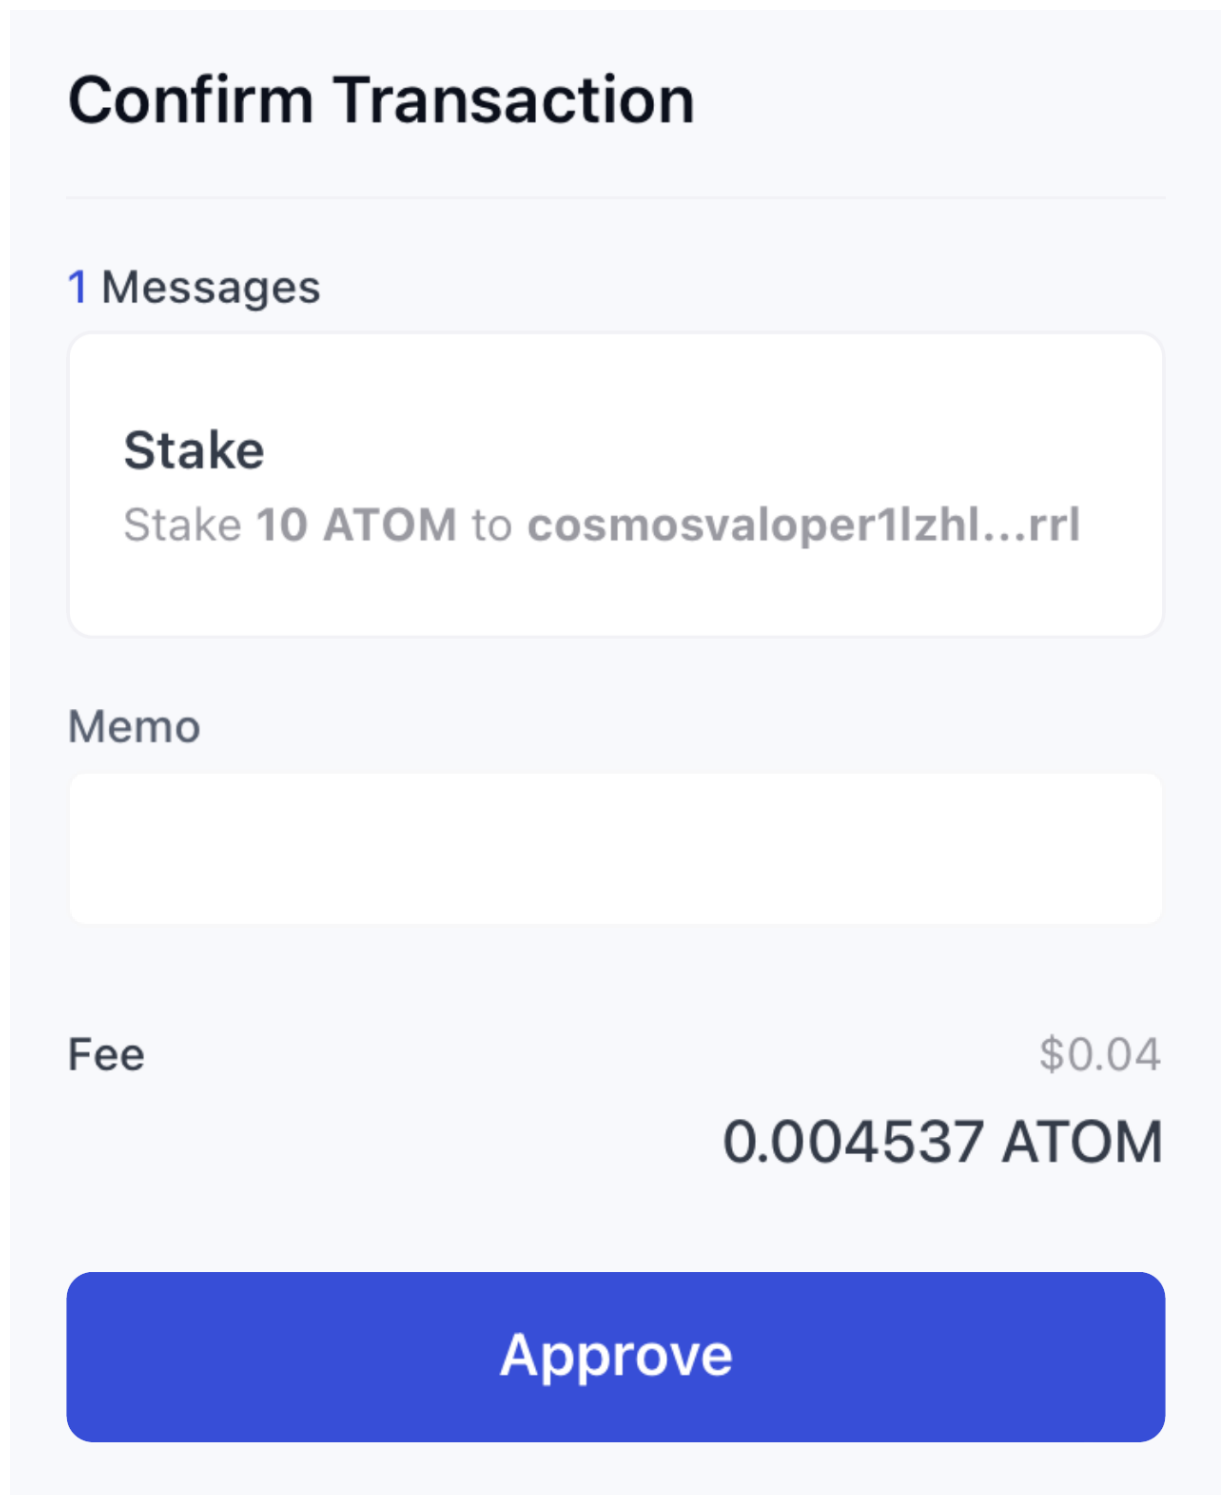 Confirm Transaction
1 Messages
Stake
Stake 10 ATOM to cosmosvaloper1lzhl...rrl
Memo
Fee
$0.04
0.004537 ATOM
Approve